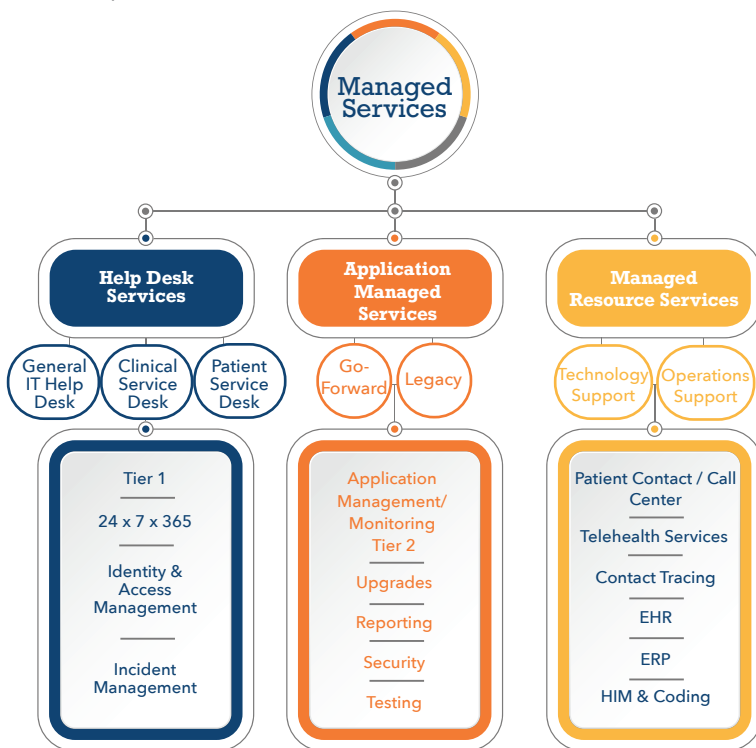 Managed
Services
Help Desk
Services
Application
Managed
Services
Managed
Resource Services
General
IT Help
Desk
Clinical
Service
Desk
Patient
Service
Desk
Go-
Forward
Legacy
Technology
Support
Operations
Support
Tier 1
24 x 7 x 365
Identity &
Access
Management
Incident
Management
Application
Management/
Monitoring
Tier 2
Upgrades
Reporting
Security
Testing
Patient Contact / Call
Center
Telehealth Services
Contact Tracing
EHR
ERP
HIM & Coding